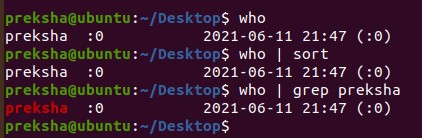 preksha@ubuntu:~/Desktop$ who
preksha  :0           2021-06-11 21:47 (:0)
preksha@ubuntu:~/Desktop$ who | sort
preksha  :0           2021-06-11 21:47 (:0)
preksha@ubuntu:~/Desktop$ who | grep preksha
preksha  :0           2021-06-11 21:47 (:0)
preksha@ubuntu:~/Desktop$